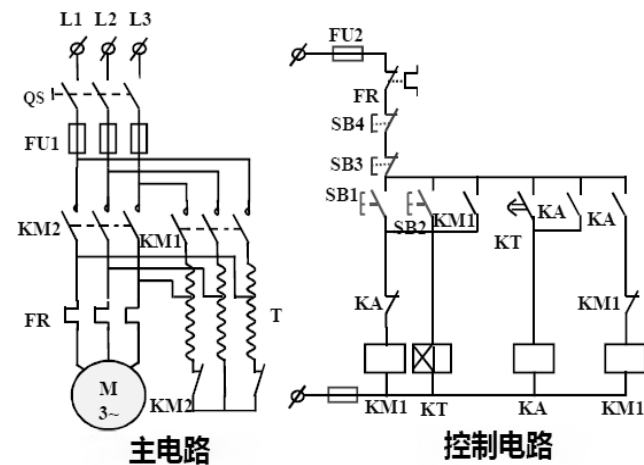 L1 L2 L3
QS
FU1
KM2
KM1
FR
T
M
3~
KM2
主电路
FU2
FR
SB4
SB3
SB1
SB2
KM1
KT
KA
KA
KA
KM1
KM1
KT
KA
KM1
控制电路